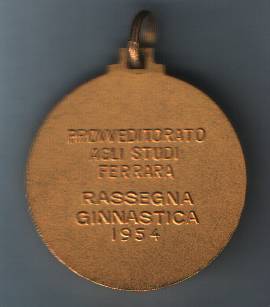 PROVVEDITORATO
AGLI STUDI
FERRARA
RASSEGNA
GINNASTICA
1954